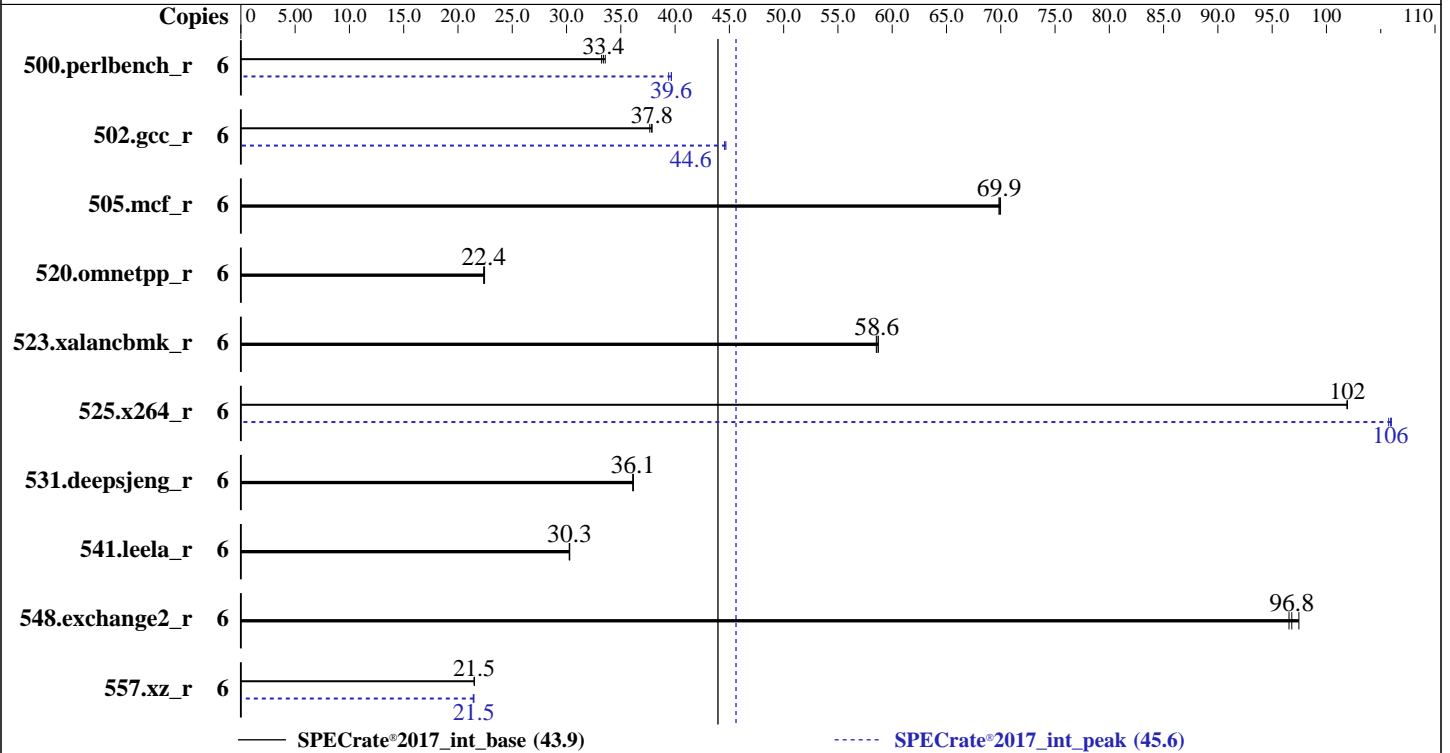 Copies 0 5.00 10.0 15.0 20.0 25.0 30.0 35.0 40.0 45.0 50.0 55.0 60.0 65.0 70.0 75.0 80.0 85.0 90.0 95.0 100 110
500.perlbench_r 6 33.4
39.6
502.gcc_r 6 37.8
44.6
505.mcf_r 6 69.9
520.omnetpp_r 6 22.4
523.xalancbmk_r 6 58.6
525.x264_r 6 102
106
531.deepsjeng_r 6 36.1
541.leela_r 6 30.3
548.exchange2_r 6 96.8
557.xz_r 6 21.5
21.5
SPECrate®2017_int_base (43.9) SPECrate®2017_int_peak (45.6)